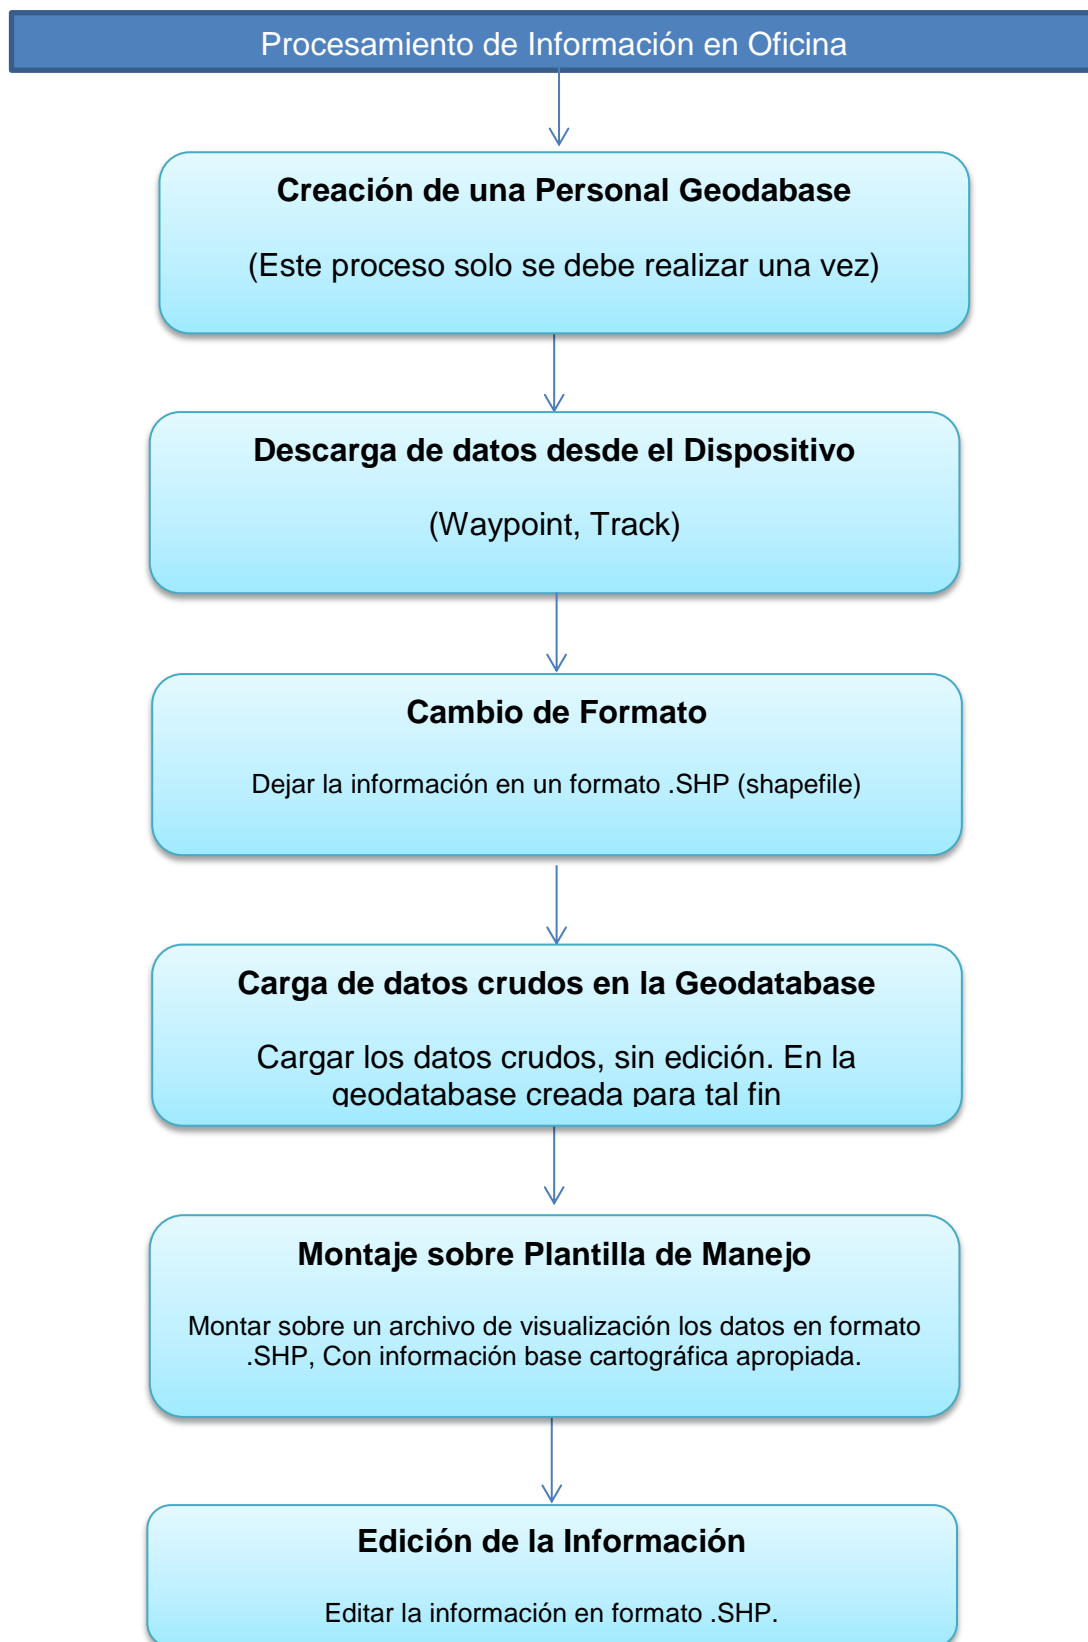 Procesamiento de Información en Oficina
Creación de una Personal Geodabase
(Este proceso solo se debe realizar una vez)
Descarga de datos desde el Dispositivo
(Waypoint, Track)
Cambio de Formato
Dejar la información en un formato .SHP (shapefile)
Carga de datos crudos en la Geodatabase
Cargar los datos crudos, sin edición. En la
geodatabase creada para tal fin
Montaje sobre Plantilla de Manejo
Montar sobre un archivo de visualización los datos en formato
.SHP, Con información base cartográfica apropiada.
Edición de la Información
Editar la información en formato .SHP.